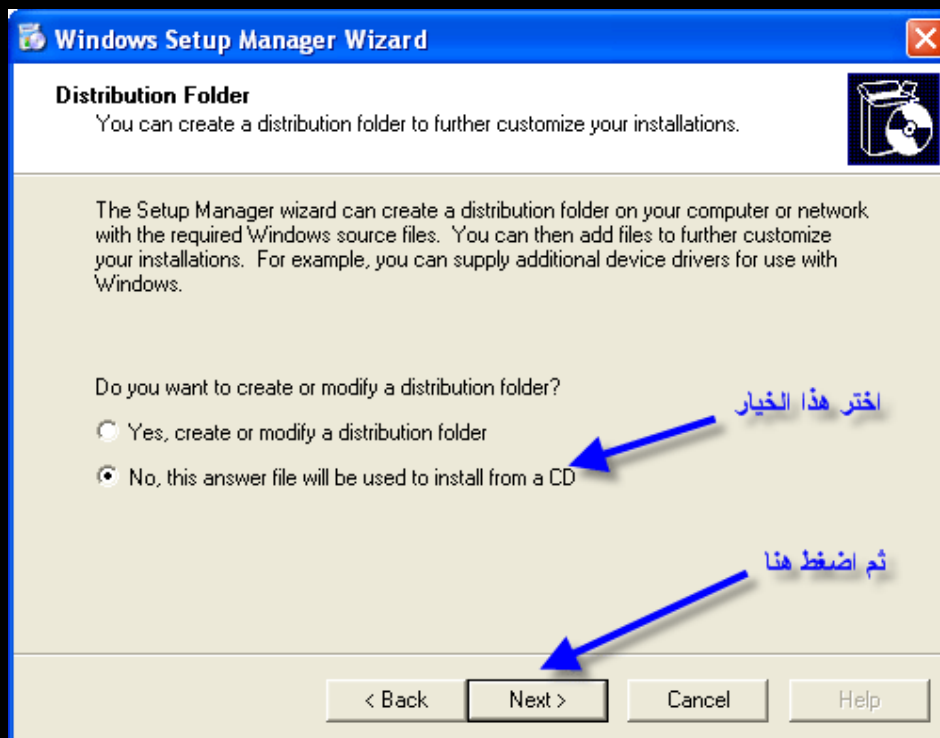 Windows Setup Manager Wizard
Distribution Folder
You can create a distribution folder to further customize your installations.
The Setup Manager wizard can create a distribution folder on your computer or network
with the required Windows source files. You can then add files to further customize
your installations. For example, you can supply additional device drivers for use with
Windows.
Do you want to create or modify a distribution folder?
اختر هذا الخيار
Yes, create or modify a distribution folder
No, this answer file will be used to install from a CD
ثم اضغط هنا
< Back
Next >
Cancel
Help